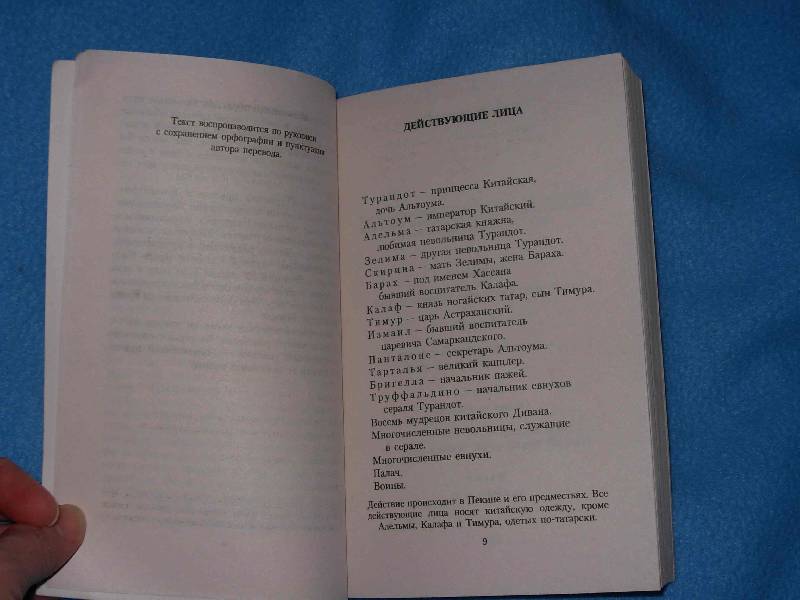 Текст воспроизводится по рукописи
с сохранением орфографии и пунктуации
автора перевода.
ДЕЙСТВУЮЩИЕ ЛИЦА
Турандот – принцесса Китайская,
дочь Альтоума.
Альтоум – император Китайский.
Адельма – татарская княжна,
любимая невольница Турандот.
Зелима – другая невольница Турандот.
Скирина – мать Зелимы, жена Бараха.
Барах – под именем Хассана
бывший воспитатель Калафа.
Калаф – князь ногайских татар, сын Тимура.
Тимур – царь Астраханский.
Измаил – бывший воспитатель
царевича Самаркандского.
Панталоне – секретарь Альтоума.
Тарталья – великий канцлер.
Бригелла – начальник пажей.
Труффальдино – начальник евнухов
сераля Турандот.
Восемь мудрецов китайского Дивана.
Многочисленные невольницы, служащие
в серале.
Многочисленные евнухи.
Палач.
Воины.
Действие происходит в Пекине и его предместьях. Все
действующие лица носят китайскую одежду, кроме
Адельмы, Калафа и Тимура, одетых по-татарски.
9